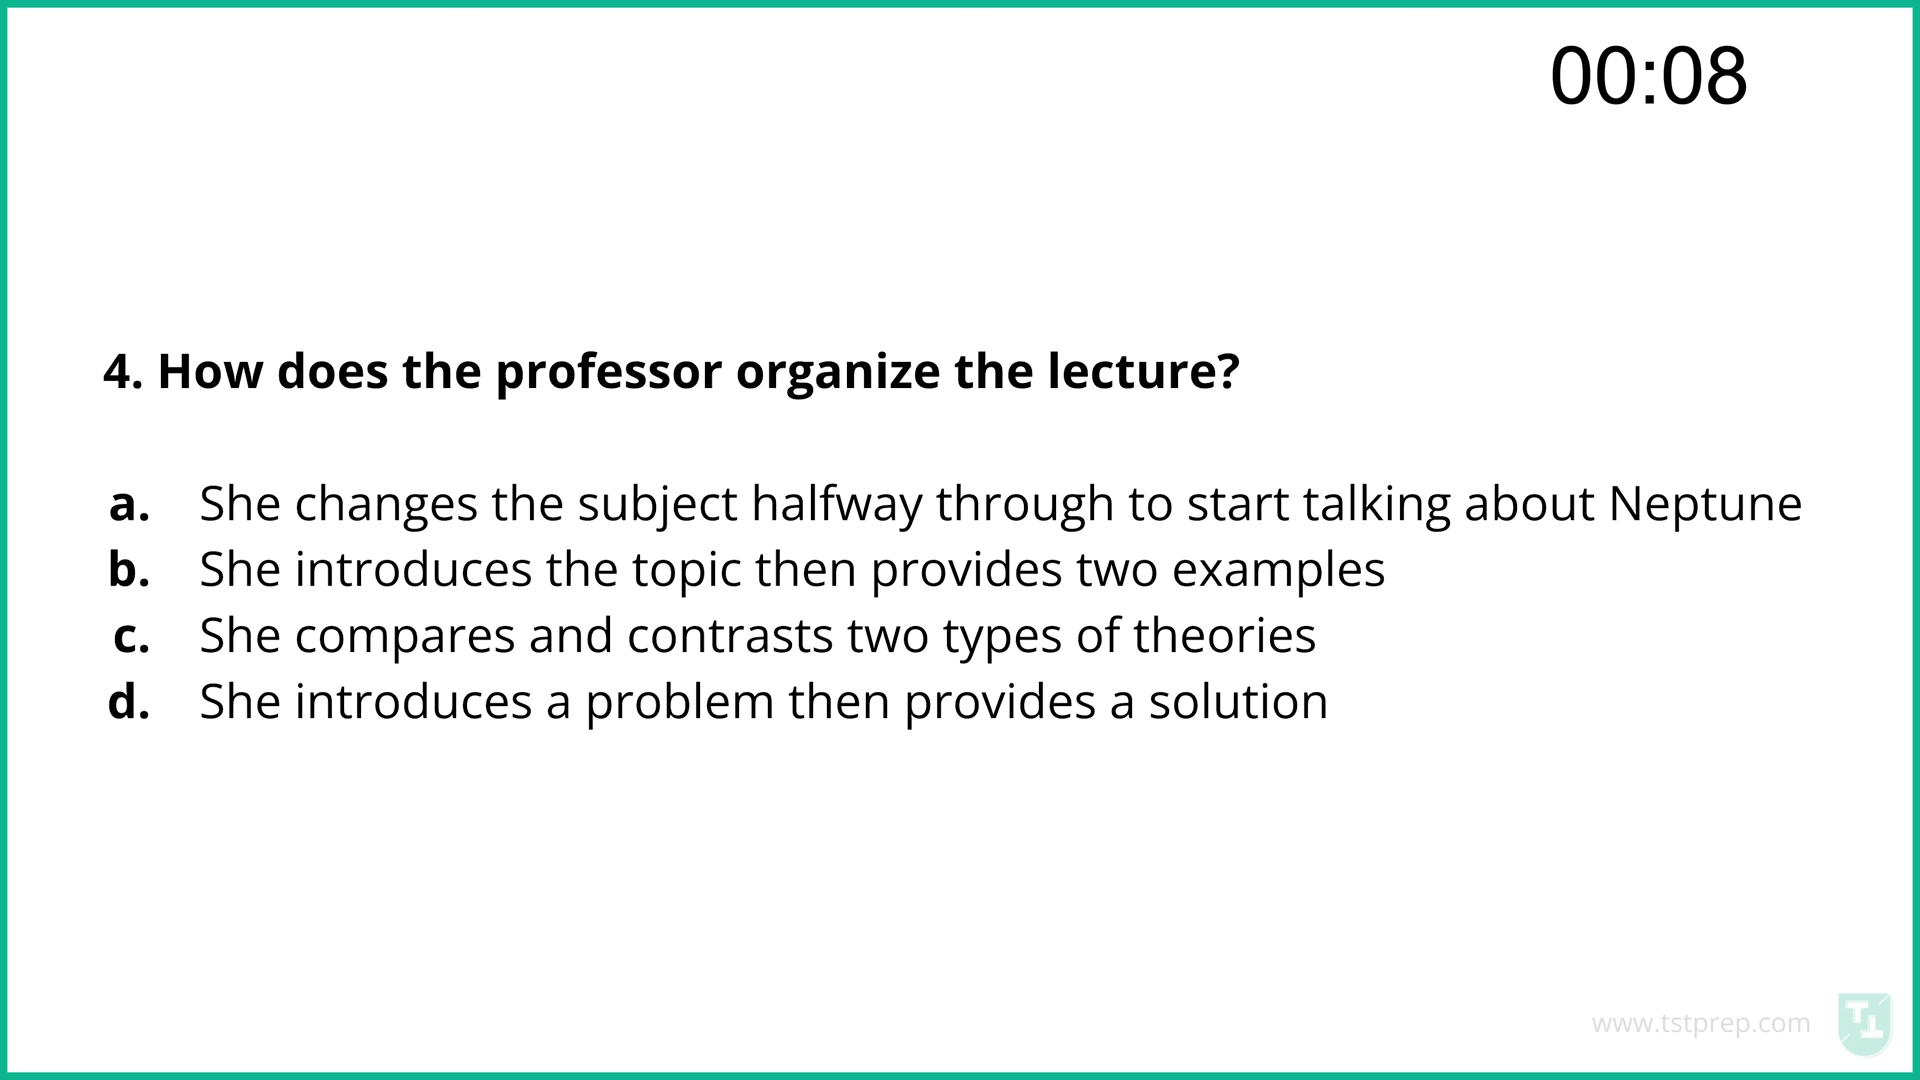 00:08
4. How does the professor organize the lecture?
a. She changes the subject halfway through to start talking about Neptune
b. She introduces the topic then provides two examples
c. She compares and contrasts two types of theories
d. She introduces a problem then provides a solution
www.tstprep.com